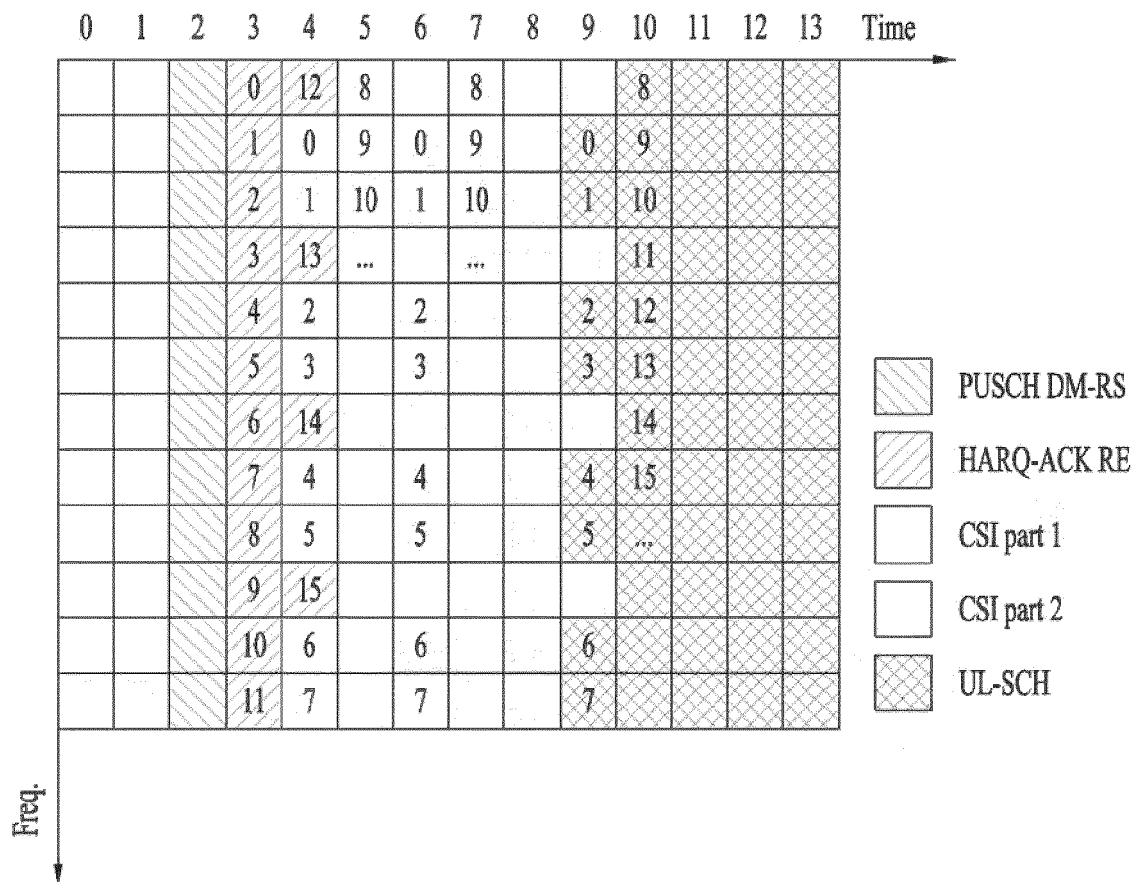 0 1 2 3 4 5 6 7 8 9 10 11 12 13 Time
0 12 8 8 8
1 0 9 0 9 0 9
2 1 10 1 10 1 10
3 13 ... ... 11
4 2 2 2 12
5 3 3 3 13
6 14 14
7 4 4 4 15
8 5 5 5 ...
9 15
10 6 6 6
11 7 7 7
PUSCH DM-RS
HARQ-ACK RE
CSI part 1
CSI part 2
UL-SCH
Freq.